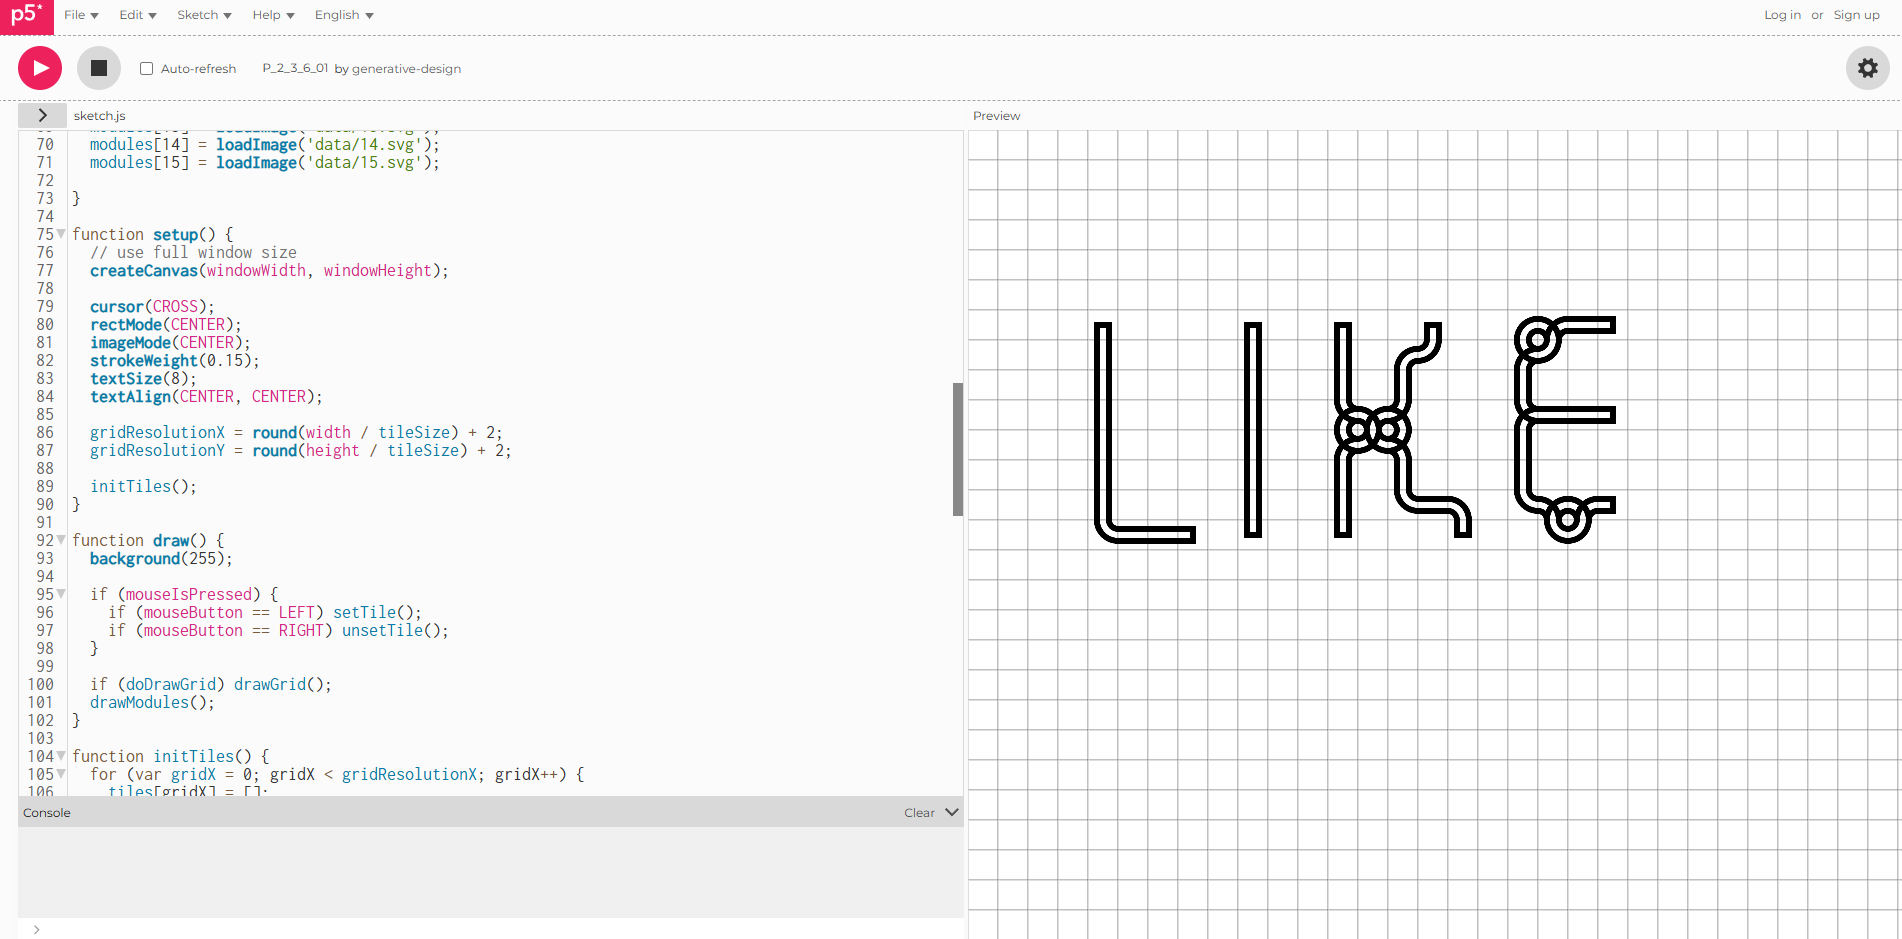 p5*
File Edit Sketch Help English
Log in or Sign up
Auto-refresh P_2_3_6_01 by generative-design
sketch.js
Preview
70 modules[14] = loadImage('data/14.svg');
71 modules[15] = loadImage('data/15.svg');
72
73 }
74
75 function setup() {
76 // use full window size
77 createCanvas(windowWidth, windowHeight);
78
79 cursor(CROSS);
80 rectMode(CENTER);
81 imageMode(CENTER);
82 strokeWeight(0.15);
83 textSize(8);
84 textAlign(CENTER, CENTER);
85
86 gridResolutionX = round(width / tileSize) + 2;
87 gridResolutionY = round(height / tileSize) + 2;
88
89 initTiles();
90 }
91
92 function draw() {
93 background(255);
94
95 if (mouseIsPressed) {
96 if (mouseButton == LEFT) setTile();
97 if (mouseButton == RIGHT) unsetTile();
98 }
99
100 if (doDrawGrid) drawGrid();
101 drawModules();
102 }
103
104 function initTiles() {
105 for (var gridX = 0; gridX < gridResolutionX; gridX++) {
106 tiles[gridX] = [];
Console
Clear
LIKE